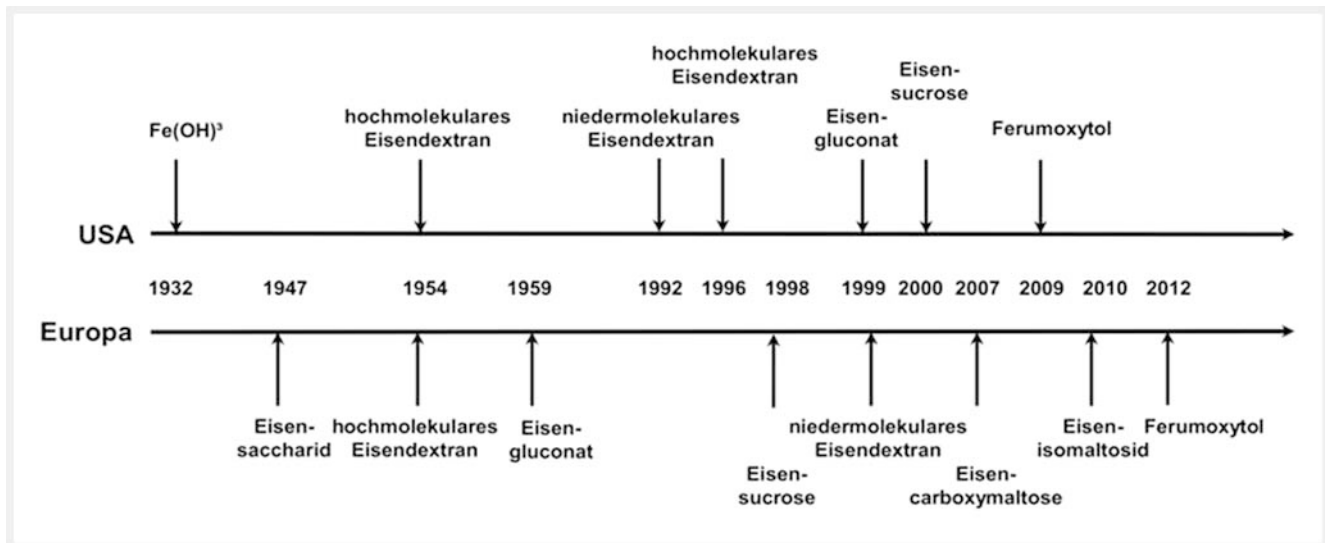 hochmolekulares
Eisendextran
Eisen-
sucrose
Fe(OH)³
hochmolekulares
Eisendextran
niedermolekulares
Eisendextran
Eisen-
gluconat
Ferumoxytol
USA
1932 1947 1954 1959 1992 1996 1998 1999 2000 2007 2009 2010 2012
Europa
Eisen-
saccharid
hochmolekulares
Eisendextran
Eisen-
gluconat
Eisen-
sucrose
niedermolekulares
Eisendextran
Eisen-
carboxymaltose
Eisen-
isomaltosid
Ferumoxytol